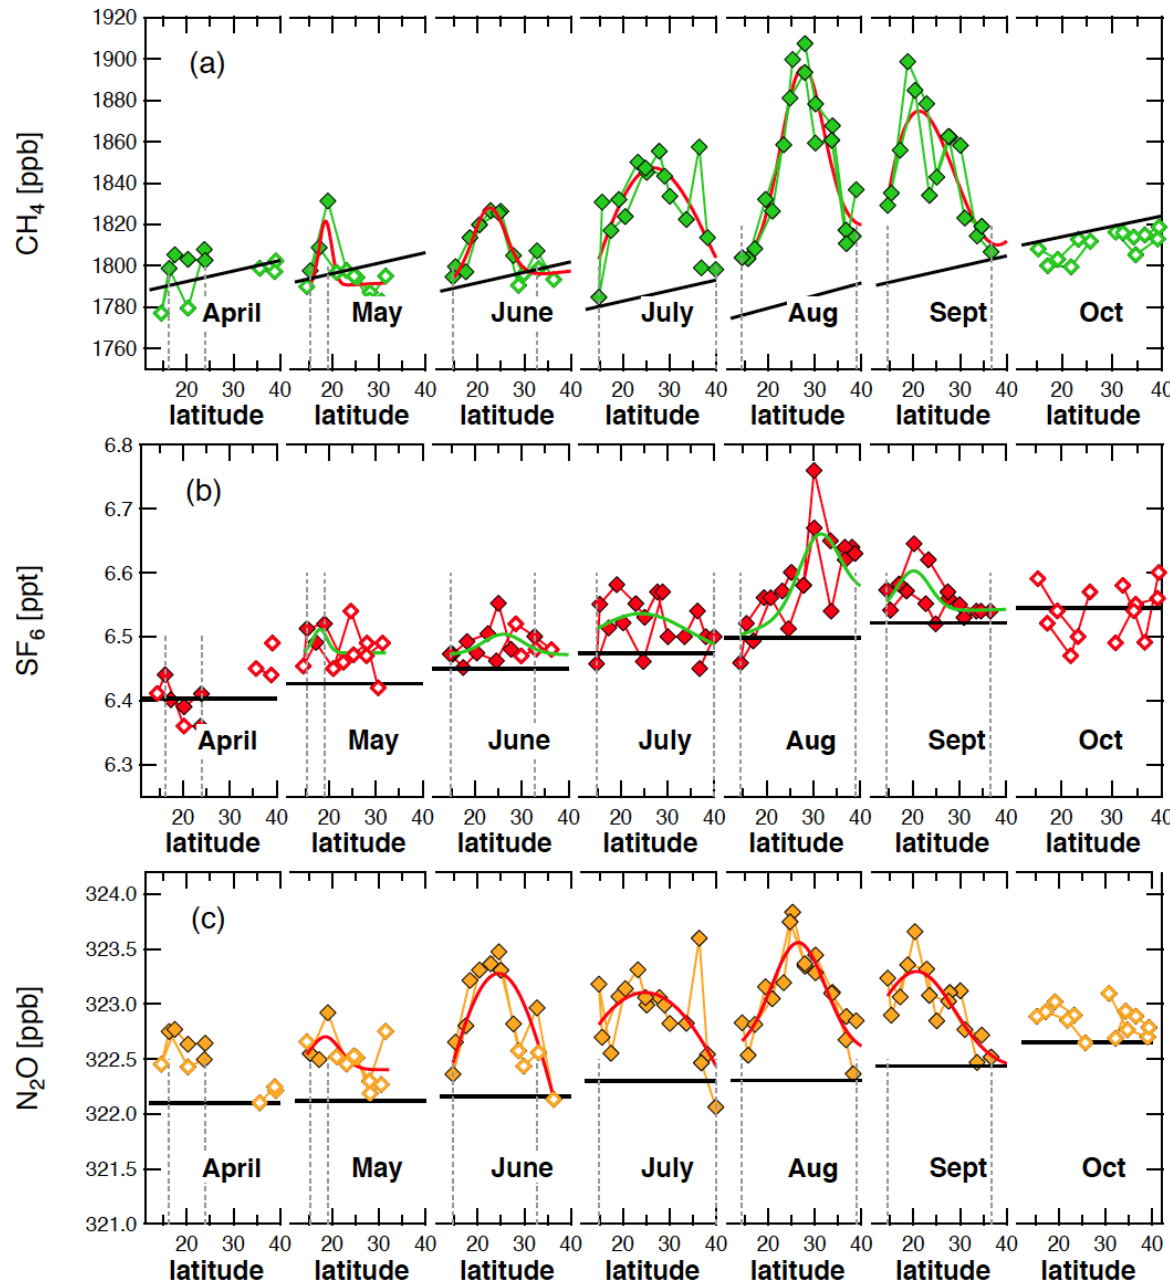 1920
1900
1880
1860
1840
1820
1800
1780
1760
CH4 [ppb]
(a)
April May June July Aug Sept Oct
20 30 40 20 30 40 20 30 40 20 30 40 20 30 40 20 30 40 20 30 40
latitude latitude latitude latitude latitude latitude latitude
6.8
6.7
6.6
6.5
6.4
6.3
SF6 [ppt]
(b)
April May June July Aug Sept Oct
20 30 40 20 30 40 20 30 40 20 30 40 20 30 40 20 30 40 20 30 40
latitude latitude latitude latitude latitude latitude latitude
324.0
323.5
323.0
322.5
322.0
321.5
321.0
N2O [ppb]
(c)
April May June July Aug Sept Oct
20 30 40 20 30 40 20 30 40 20 30 40 20 30 40 20 30 40 20 30 40
latitude latitude latitude latitude latitude latitude latitude